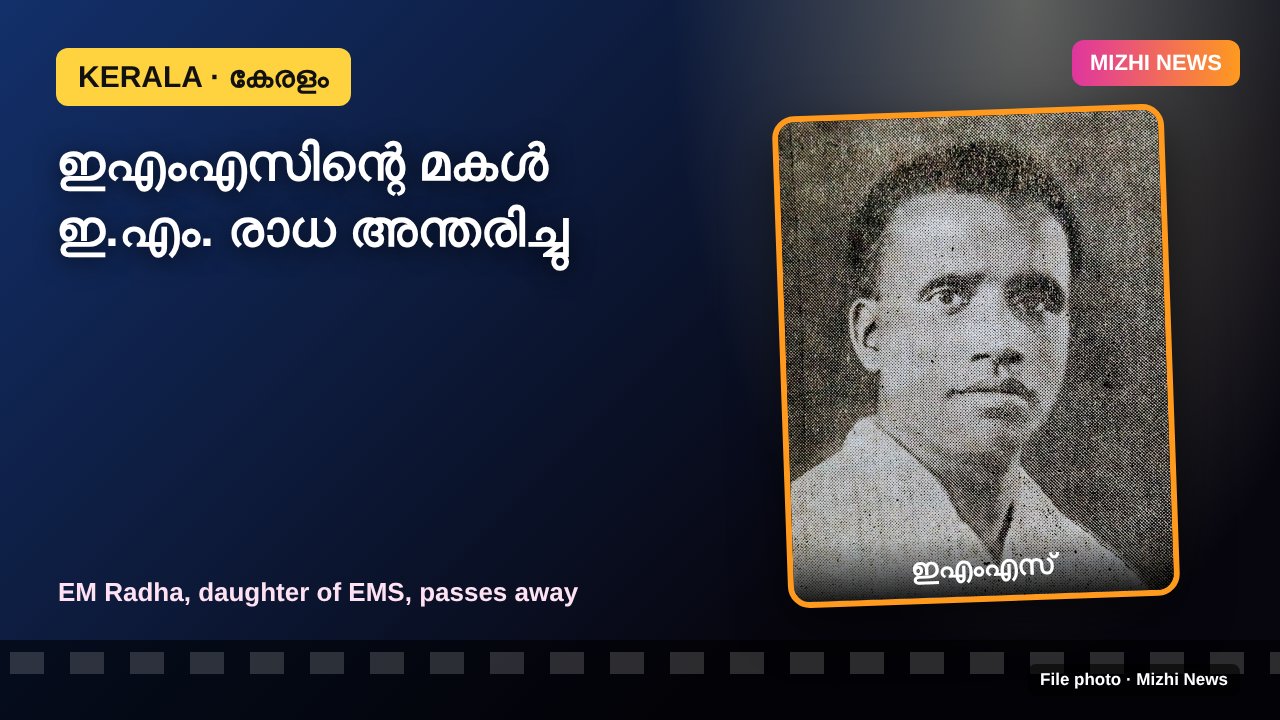 KERALA · കേരളം
MIZHI NEWS
ഇഎംഎസിന്റെ മകൾ
ഇ.എം. രാധ അന്തരിച്ചു
ഇഎംഎസ്
EM Radha, daughter of EMS, passes away
File photo · Mizhi News